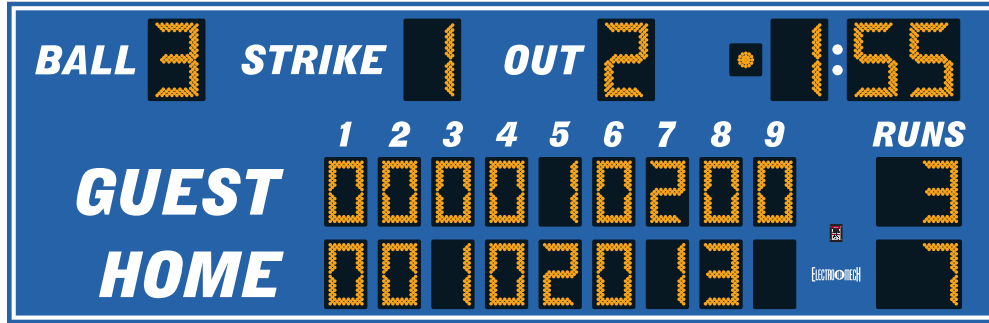 BALL 3 STRIKE 1 OUT 2 1:55
1 2 3 4 5 6 7 8 9 RUNS
GUEST 0 0 0 0 1 0 2 0 0 3
HOME 0 0 1 0 2 0 1 3 7
ELECTRO-MECH